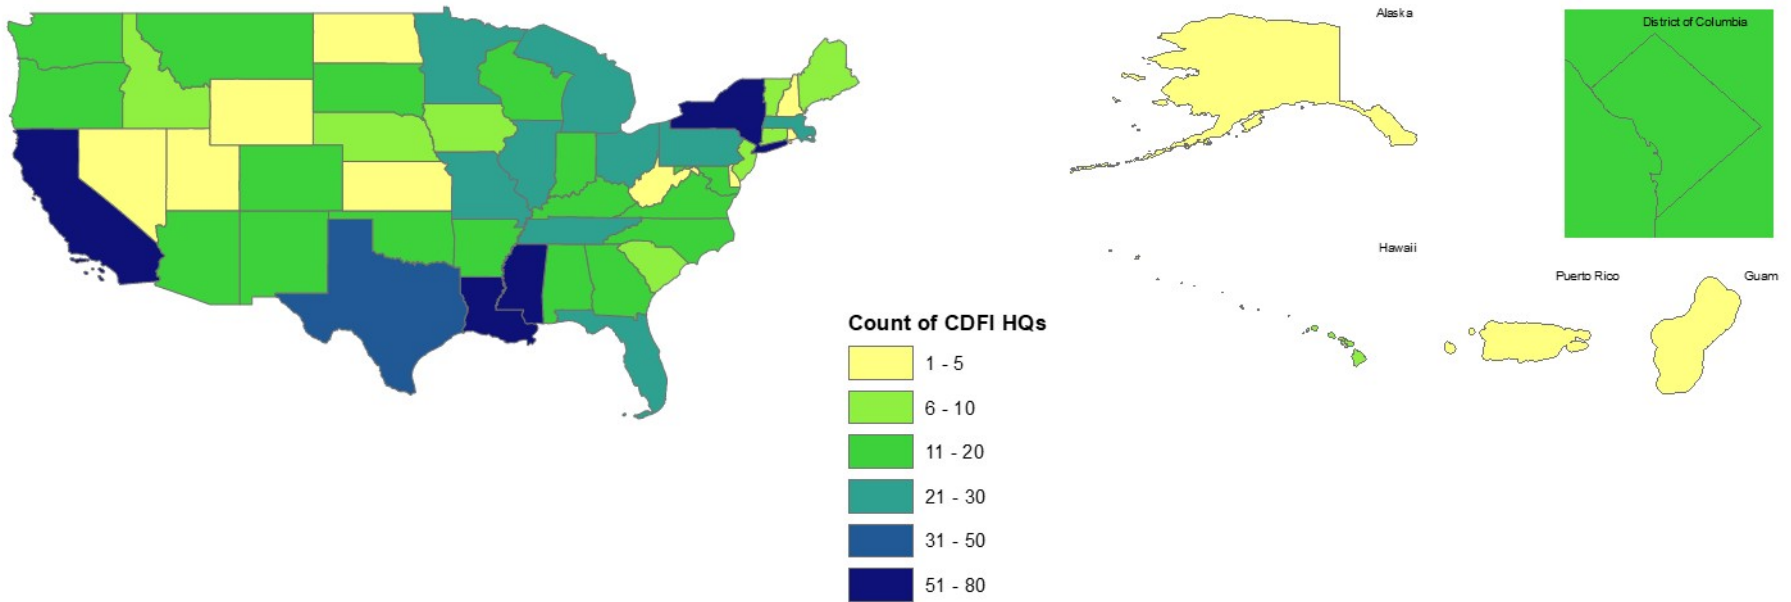 Alaska
District of Columbia
Hawaii
Puerto Rico
Guam
Count of CDFI HQs
1 - 5
6 - 10
11 - 20
21 - 30
31 - 50
51 - 80